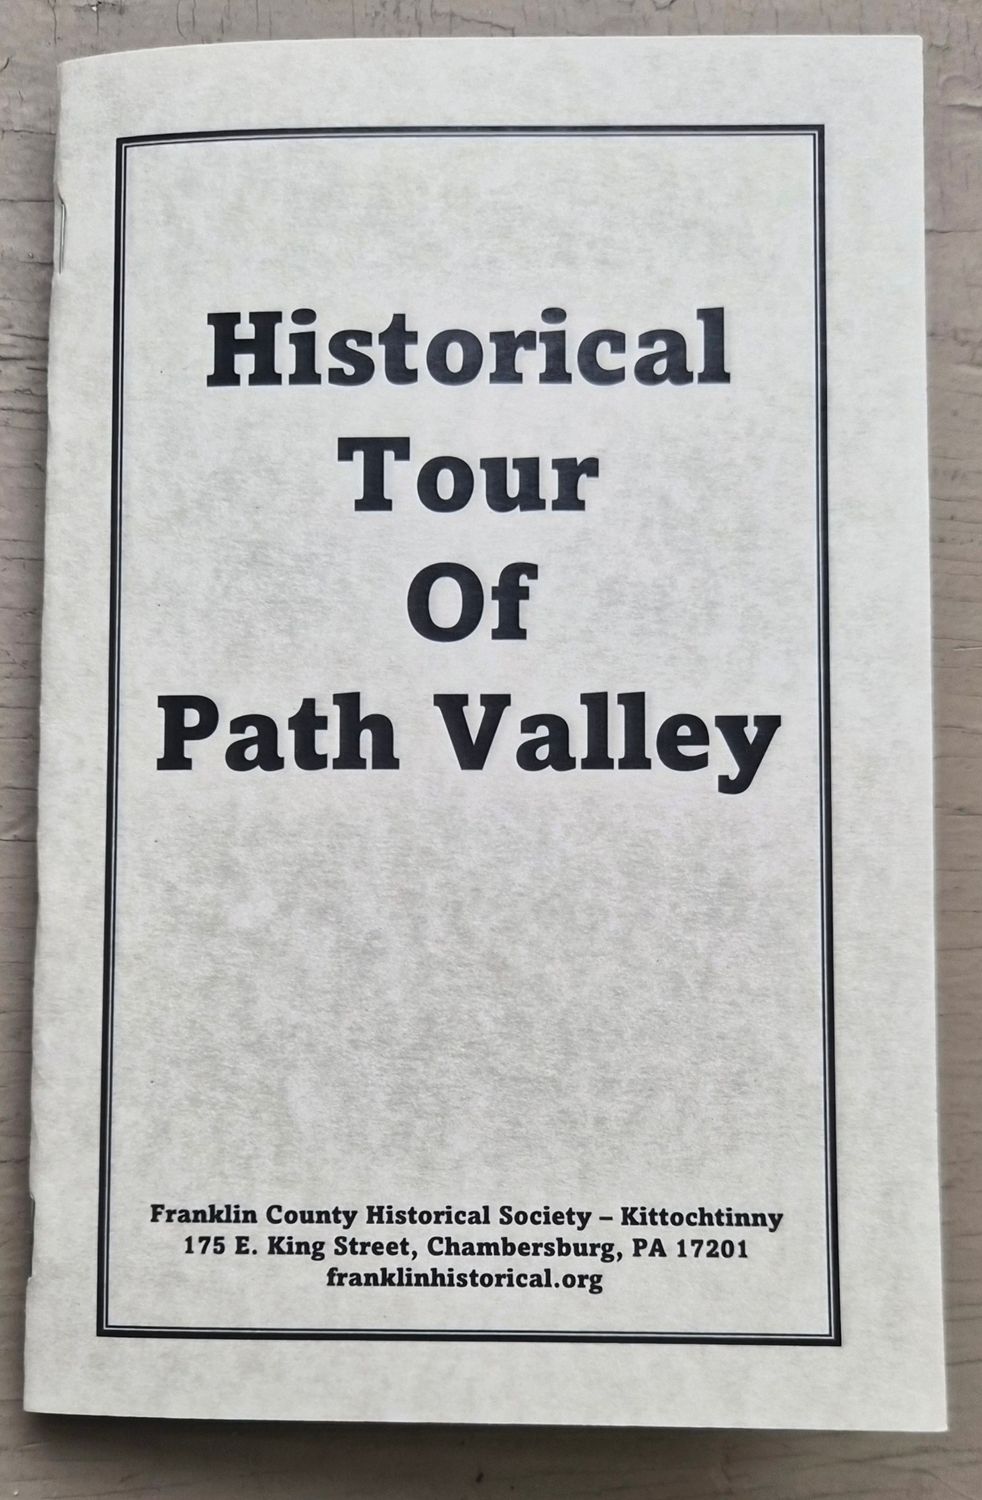 Historical
Tour
Of
Path Valley
Franklin County Historical Society – Kittochtinny
175 E. King Street, Chambersburg, PA 17201
franklinhistorical.org